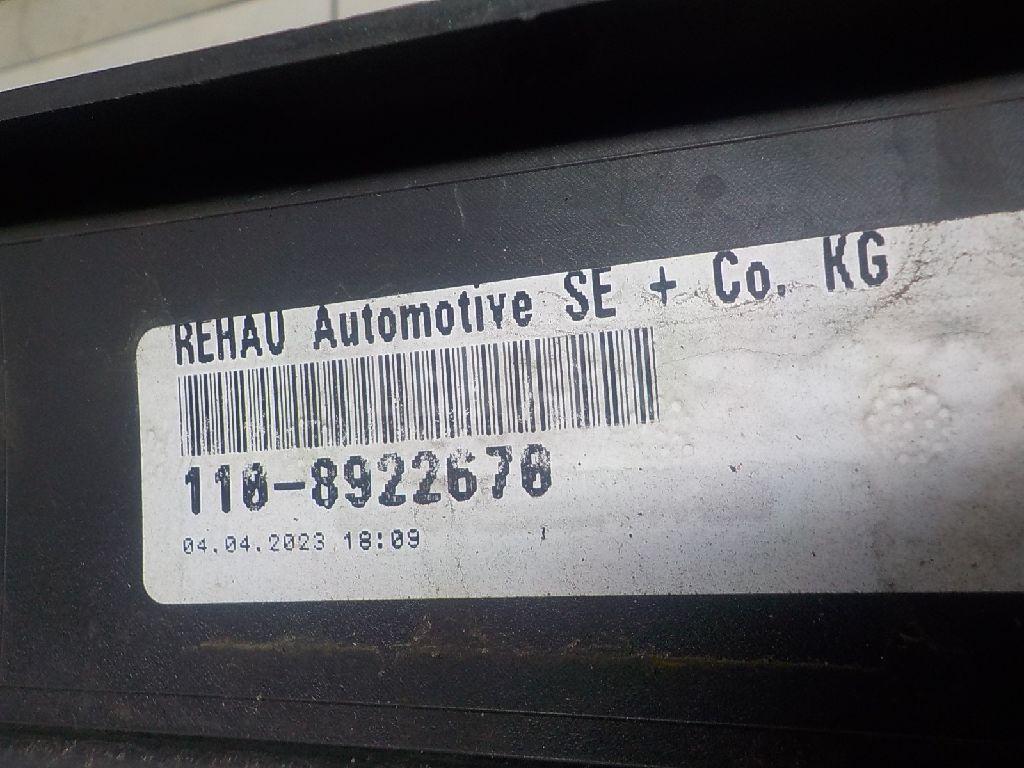 REHAU Automotive SE + Co. KG
110-8922670
04.04.2023 18:09